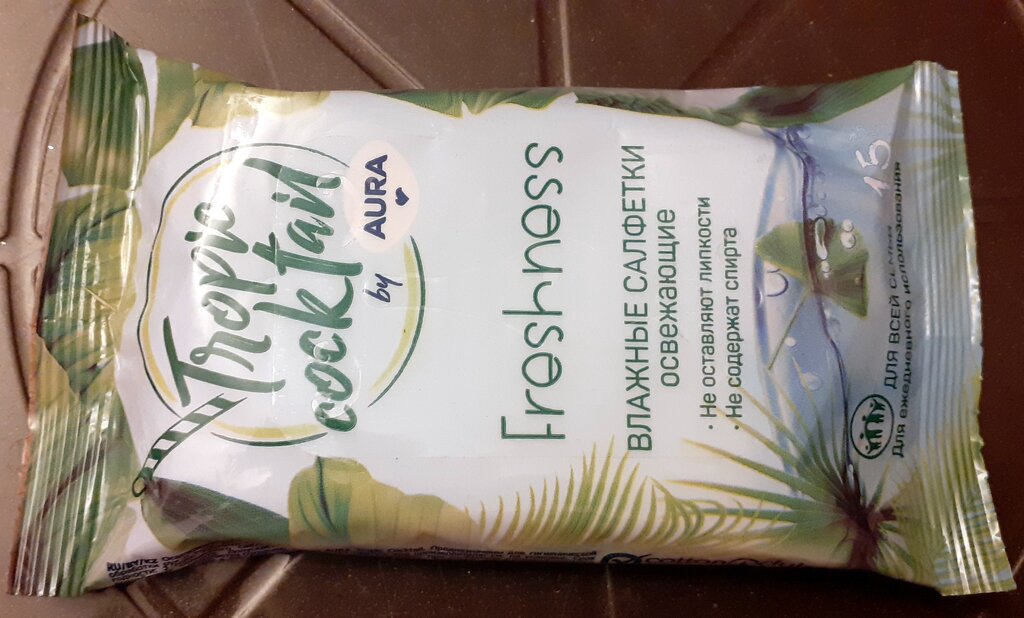 Tropic
cocktail
by
AURA
Freshness
ВЛАЖНЫЕ САЛФЕТКИ
ОСВЕЖАЮЩИЕ
• Не оставляют липкости
• Не содержат спирта
15
ДЛЯ ВСЕЙ СЕМЬИ
Для ежедневного использования